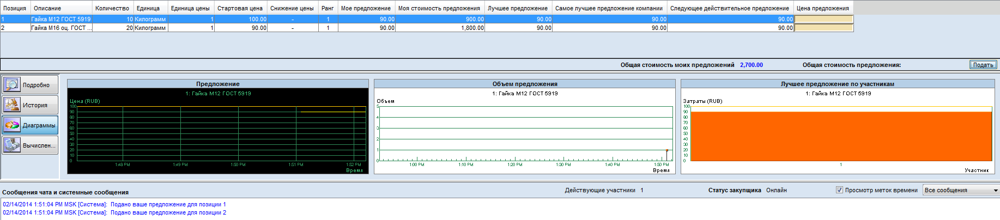 Позиция Описание Количество Единица Единица цены Стартовая цена Снижение цены Ранг Мое предложение Моя стоимость предложения Лучшее предложение Самое лучшее предложение компании Следующее действительное предложение Цена предложения
1 Гайка М12 ГОСТ 5919 10 Килограмм 1 100.00 - 1 90.00 900.00 90.00 90.00 90.00
2 Гайка М16 оц. ГОСТ ... 20 Килограмм 1 90.00 - 1 90.00 1,800.00 90.00 90.00 90.00
Общая стоимость моих предложений 2,700.00 Общая стоимость предложения: Подать
Подробно
История
Диаграммы
Вычислен...
Предложение
1: Гайка М12 ГОСТ 5919
Цена (RUB)
100
90
80
70
60
50
40
30
20
10
0
1:48 PM 1:49 PM 1:50 PM 1:51 PM 1:52 PM
Время
Объем предложения
1: Гайка М12 ГОСТ 5919
Объем
5
4
3
2
1
0
1:00 PM 1:10 PM 1:20 PM 1:30 PM 1:40 PM 1:50 PM
Время
Лучшее предложение по участникам
1: Гайка М12 ГОСТ 5919
Затраты (RUB)
100
90
80
70
60
50
40
30
20
10
0
1
Участник
Сообщения чата и системные сообщения Действующие участники 1 Статус закупщика Онлайн Просмотр меток времени Все сообщения
02/14/2014 1:51:04 PM MSK [Система]: Подано ваше предложение для позиции 1
02/14/2014 1:51:04 PM MSK [Система]: Подано ваше предложение для позиции 2